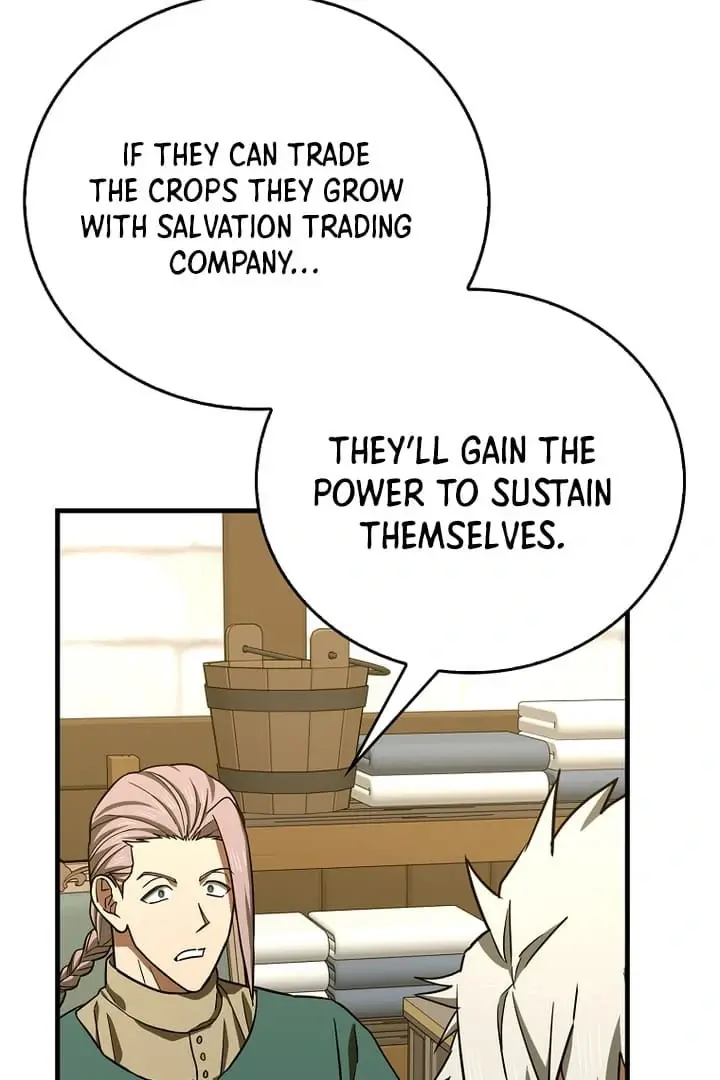 IF THEY CAN TRADE
THE CROPS THEY GROW
WITH SALVATION TRADING
COMPANY...
THEY'LL GAIN THE
POWER TO SUSTAIN
THEMSELVES.